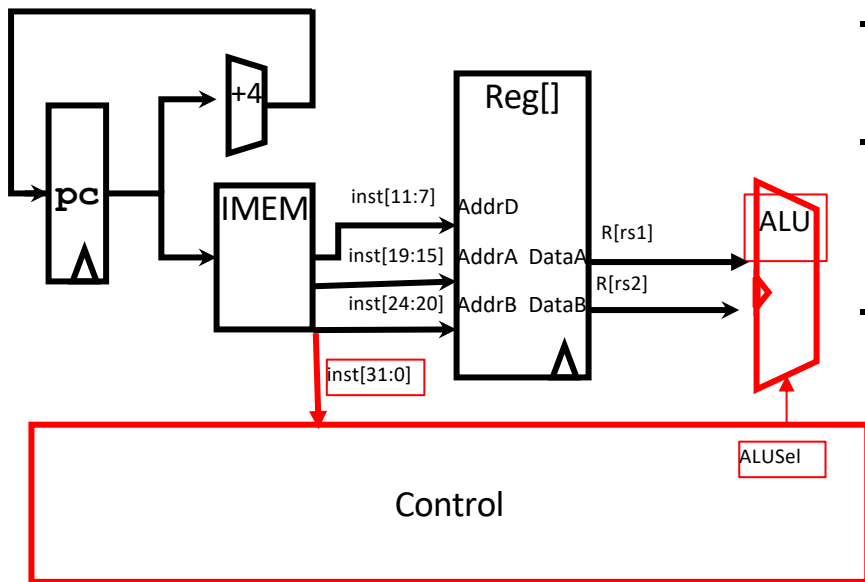 +4
Reg[]
pc
IMEM
inst[11:7]
AddrD
ALU
R[rs1]
inst[19:15]
AddrA
DataA
R[rs2]
inst[24:20]
AddrB
DataB
inst[31:0]
ALUSel
Control